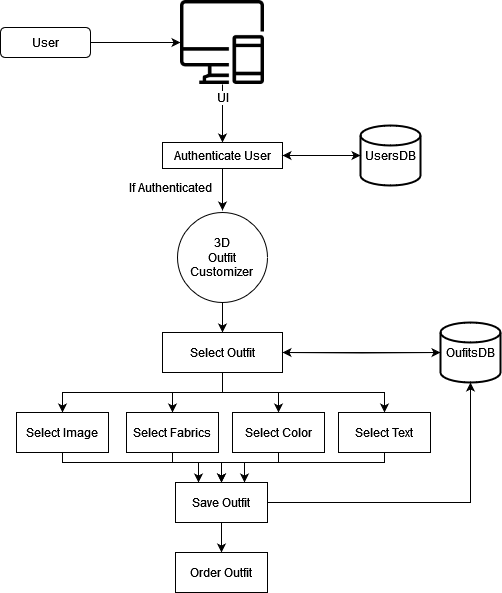 User
UI
Authenticate User
UsersDB
If Authenticated
3D
Outfit
Customizer
Select Outfit
OufitsDB
Select Image
Select Fabrics
Select Color
Select Text
Save Outfit
Order Outfit